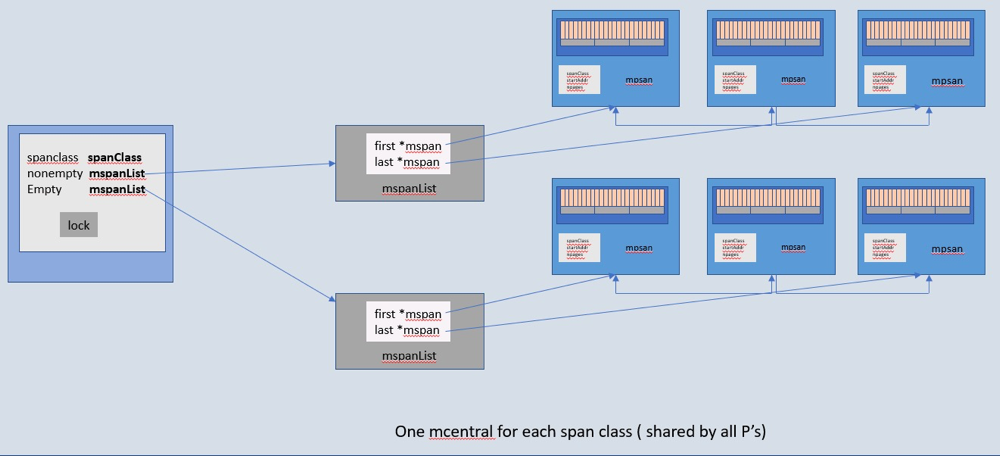 spanClass
startAddr
npages
mpsan
spanClass
startAddr
npages
mpsan
spanClass
startAddr
npages
mpsan
spanclass spanClass
nonempty mspanList
Empty mspanList
lock
first *mspan
last *mspan
mspanList
spanClass
startAddr
npages
mpsan
spanClass
startAddr
npages
mpsan
spanClass
startAddr
npages
mpsan
first *mspan
last *mspan
mspanList
One mcentral for each span class ( shared by all P’s)